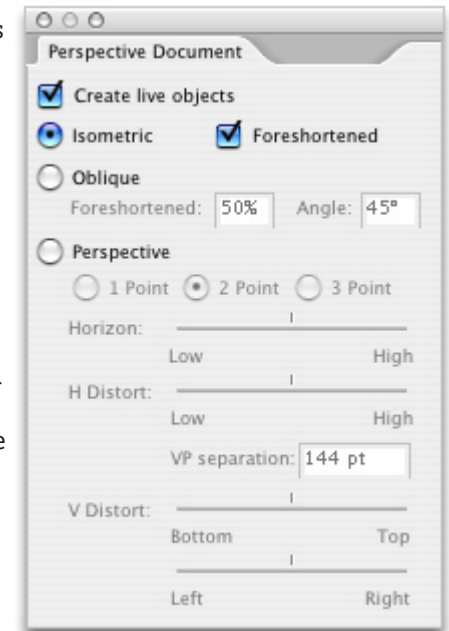 s
Perspective Document
Create live objects
Isometric Foreshortened
Oblique
Foreshortened: 50% Angle: 45°
Perspective
1 Point 2 Point 3 Point
Horizon:
Low High
H Distort:
Low High
VP separation: 144 pt
V Distort:
Bottom Top
Left Right
e